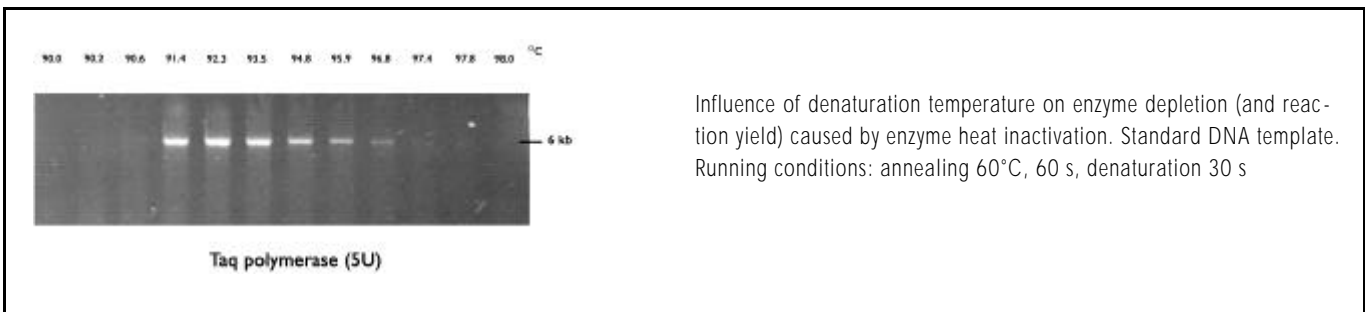 90.0 90.2 90.6 91.4 92.3 93.5 94.8 95.9 96.8 97.4 97.8 98.0 °C
6 kb
Taq polymerase (5U)
Influence of denaturation temperature on enzyme depletion (and reac-
tion yield) caused by enzyme heat inactivation. Standard DNA template.
Running conditions: annealing 60°C, 60 s, denaturation 30 s